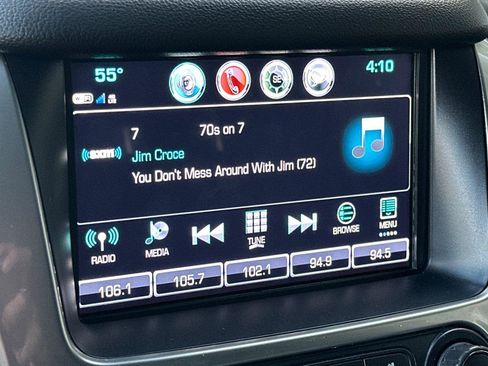 55°
4:10
7 70s on 7
((SXM))
Jim Croce
You Don't Mess Around With Jim (72)
RADIO
MEDIA
TUNE
BROWSE
MENU
106.1
105.7
102.1
94.9
94.5